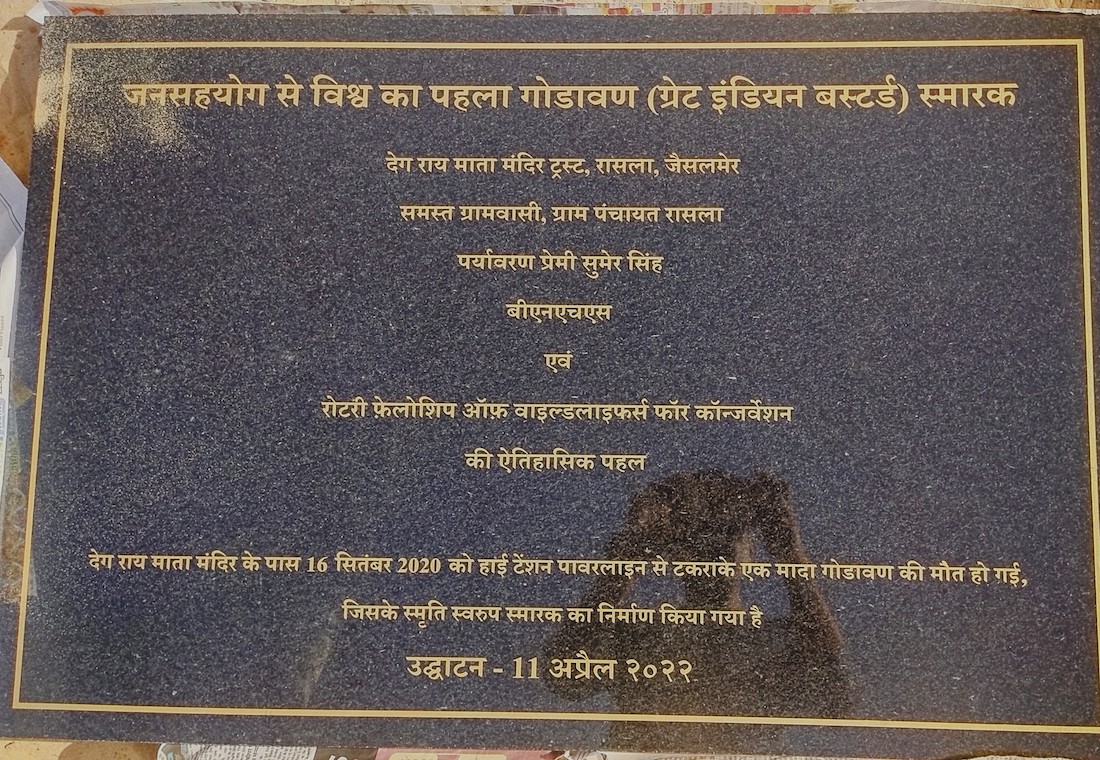 जनसहयोग से विश्व का पहला गोडावण (ग्रेट इंडियन बस्टर्ड) स्मारक
देग राय माता मंदिर ट्रस्ट, रासला, जैसलमेर
समस्त ग्रामवासी, ग्राम पंचायत रासला
पर्यावरण प्रेमी सुमेर सिंह
बीएनएचएस
एवं
रोटरी फ़ेलोशिप ऑफ़ वाइल्डलाइफर्स फॉर कॉन्जर्वेशन
की ऐतिहासिक पहल
देग राय माता मंदिर के पास 16 सितंबर 2020 को हाई टेंशन पावरलाइन से टकराके एक मादा गोडावण की मौत हो गई,
जिसके स्मृति स्वरुप स्मारक का निर्माण किया गया है
उद्घाटन - 11 अप्रैल २०२२